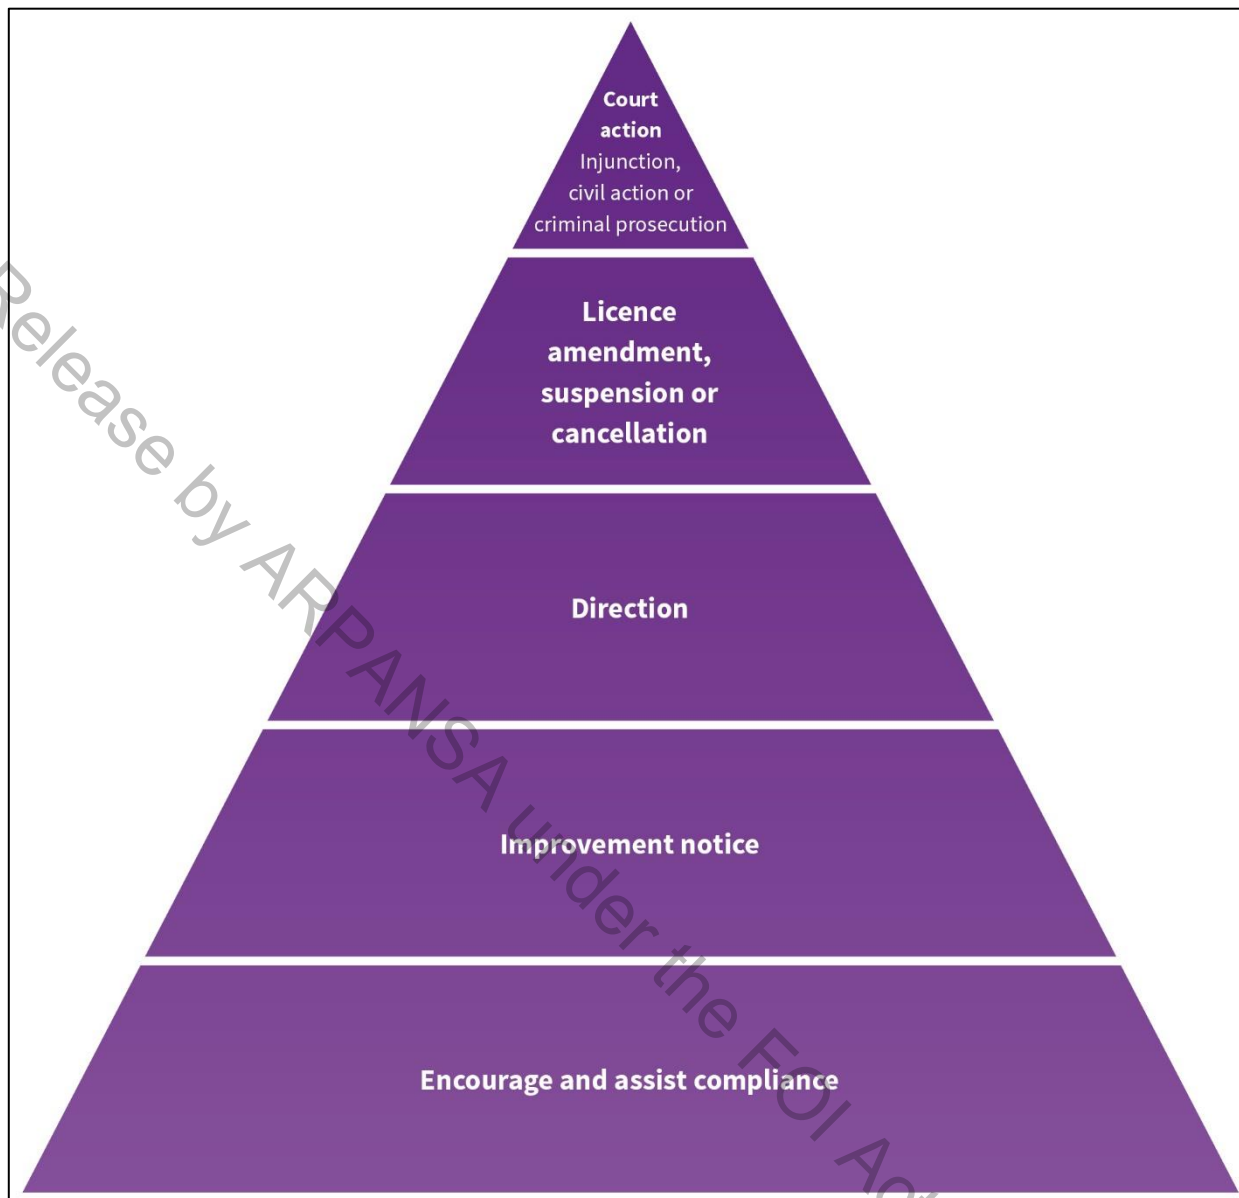 Court
action
Injunction,
civil action or
criminal prosecution
Licence
amendment,
suspension or
cancellation
Direction
Improvement notice
Encourage and assist compliance
Release by ARPANSA under the FOI Act